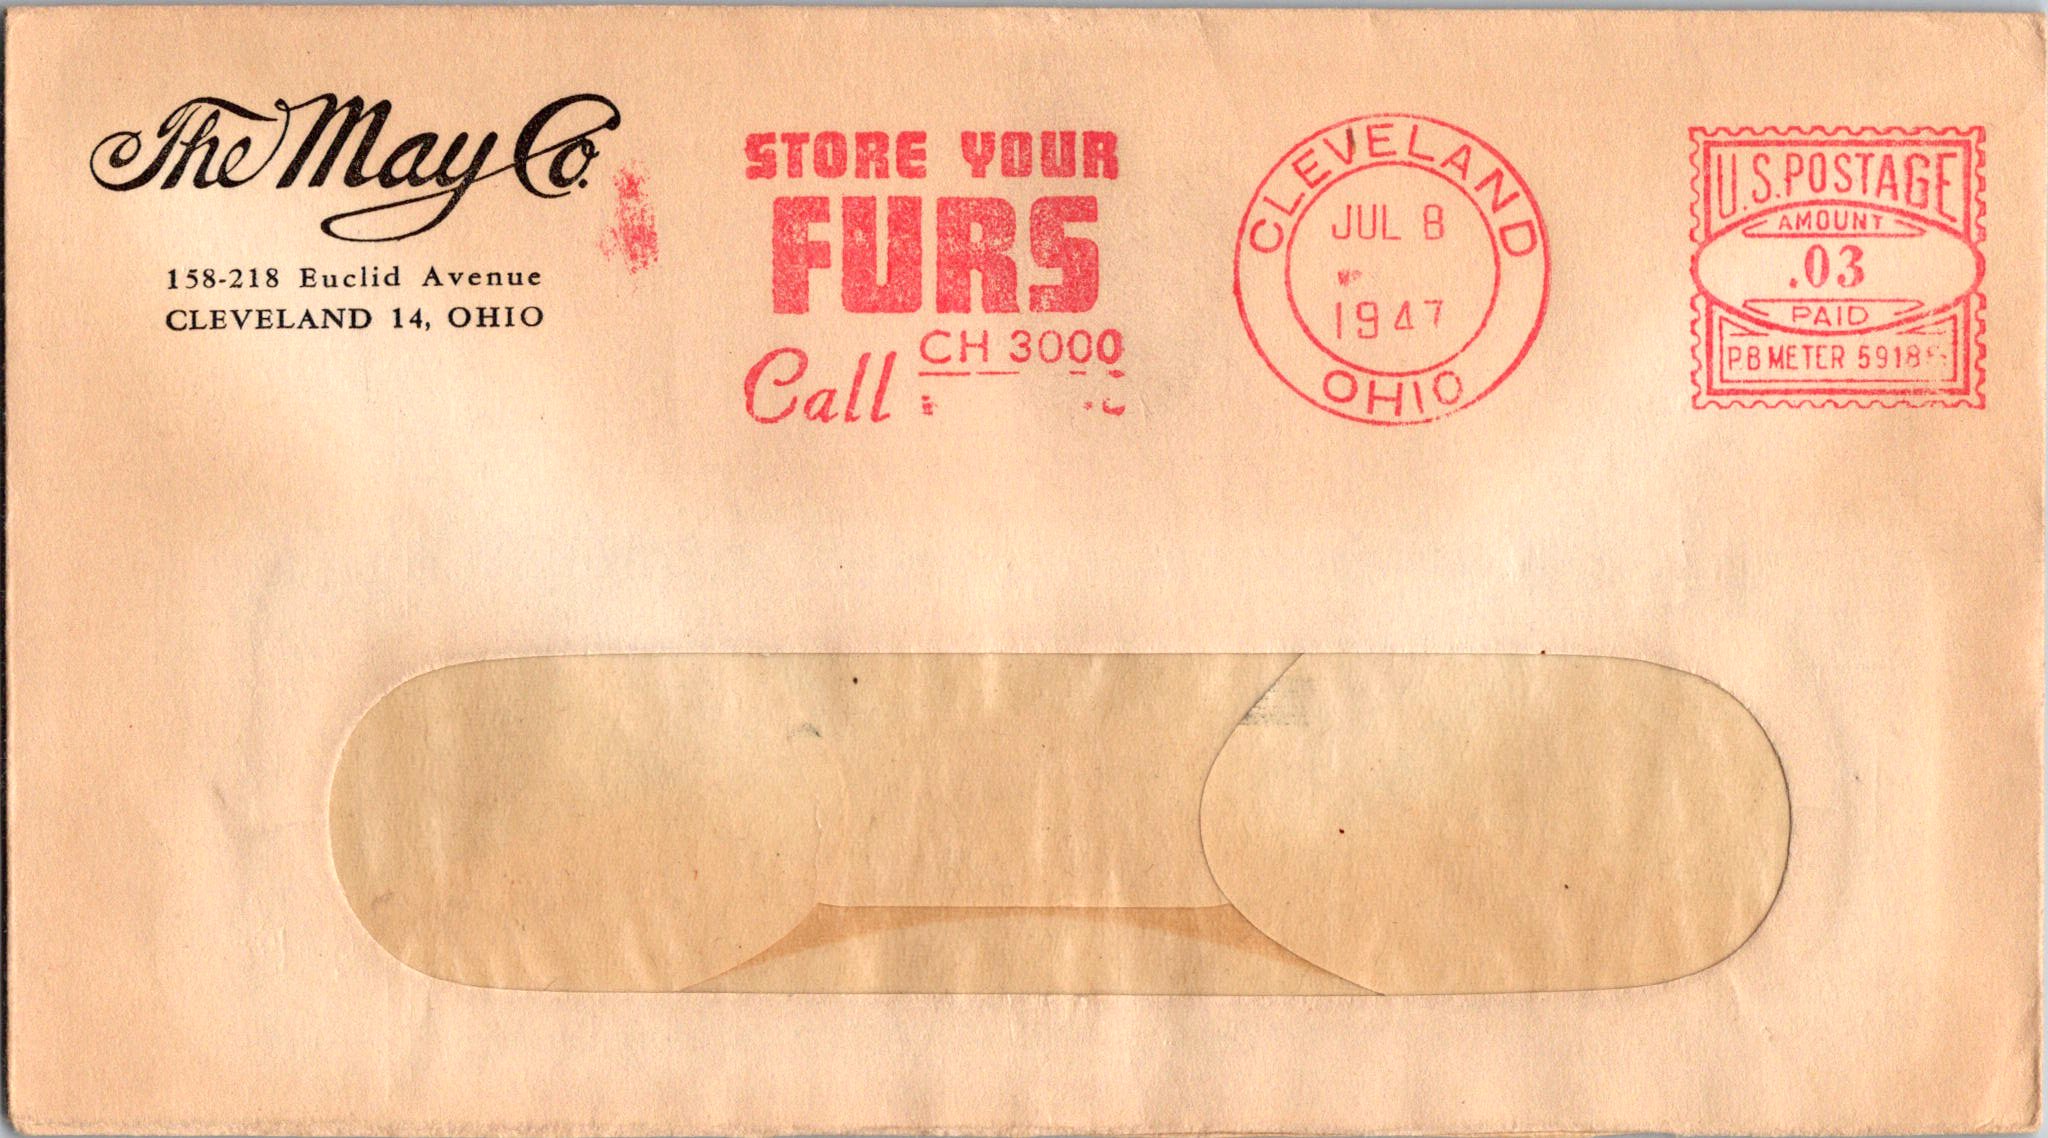 The May Co.
158-218 Euclid Avenue
CLEVELAND 14, OHIO
STORE YOUR
FURS
Call CH 3000
CLEVELAND
JUL 8
1947
OHIO
U.S. POSTAGE
AMOUNT
.03
PAID
P.B METER